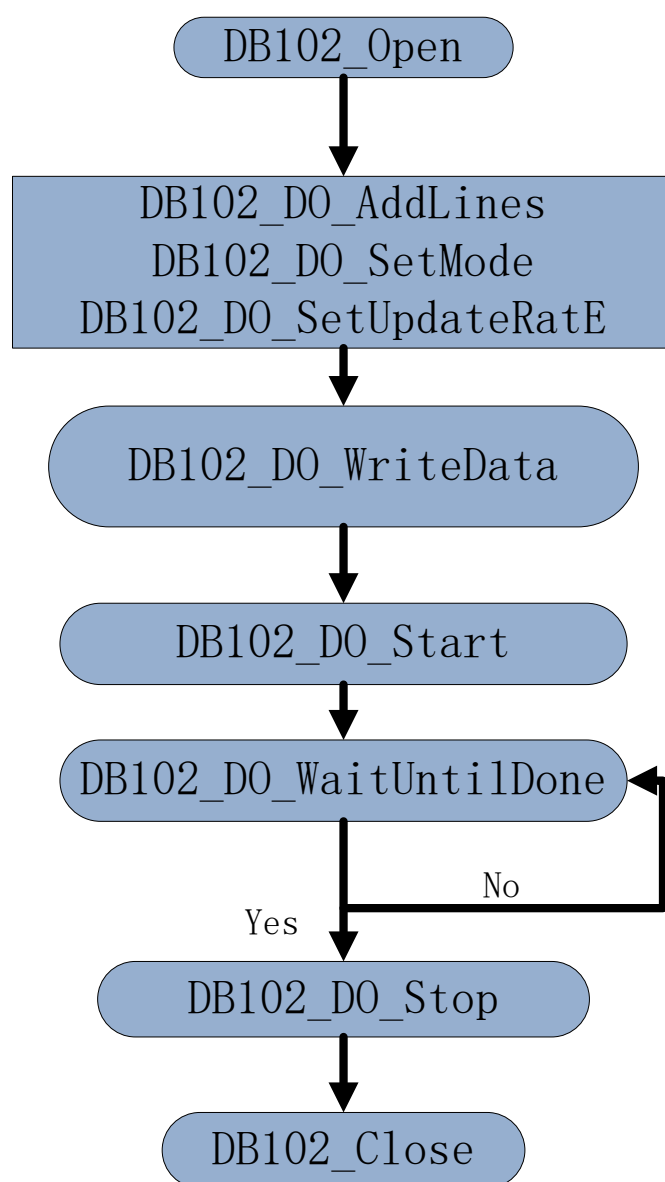 DB102_Open
DB102_DO_AddLines
DB102_DO_SetMode
DB102_DO_SetUpdateRatE
DB102_DO_WriteData
DB102_DO_Start
DB102_DO_WaitUntilDone
No
Yes
DB102_DO_Stop
DB102_Close